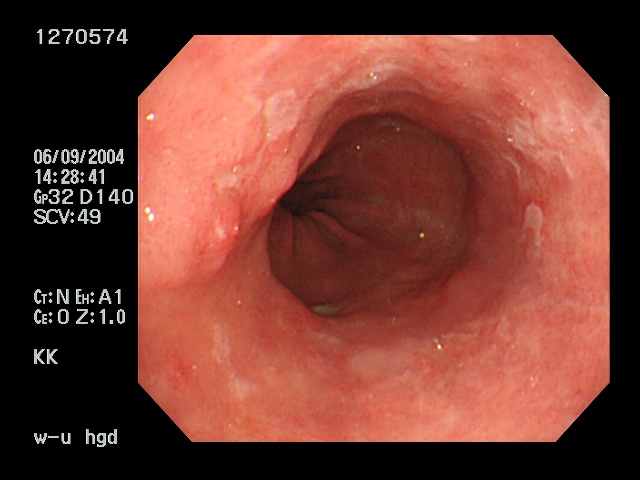 1270574
06/09/2004
14:28:41
Gp32 D140
SCV:49
Ct:N Eh:A1
Ce:0 Z:1.0
KK
w-u hgd